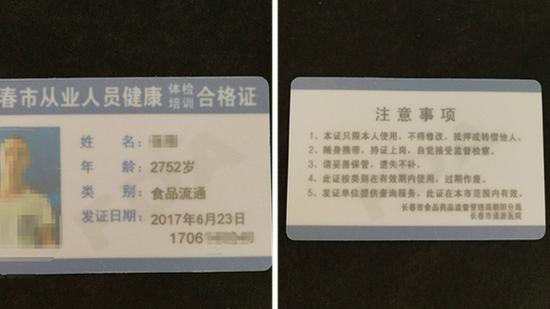 春市从业人员健康 体检 培训 合格证
姓 名：
年 龄：2752岁
类 别：食品流通
发证日期：2017年6月23日
1706
注意事项
1、本证只限本人使用，不得修改、抵押或转借他人。
2、随身携带，持证上岗，自觉接受监督检察。
3、请妥善保管，遗失不补。
4、此证按类别在有效期内使用，过期作废。
5、发证单位提供查询服务，此证在本市范围内有效。
长春市食品药品监督管理局朝阳分局
长春市通源医院